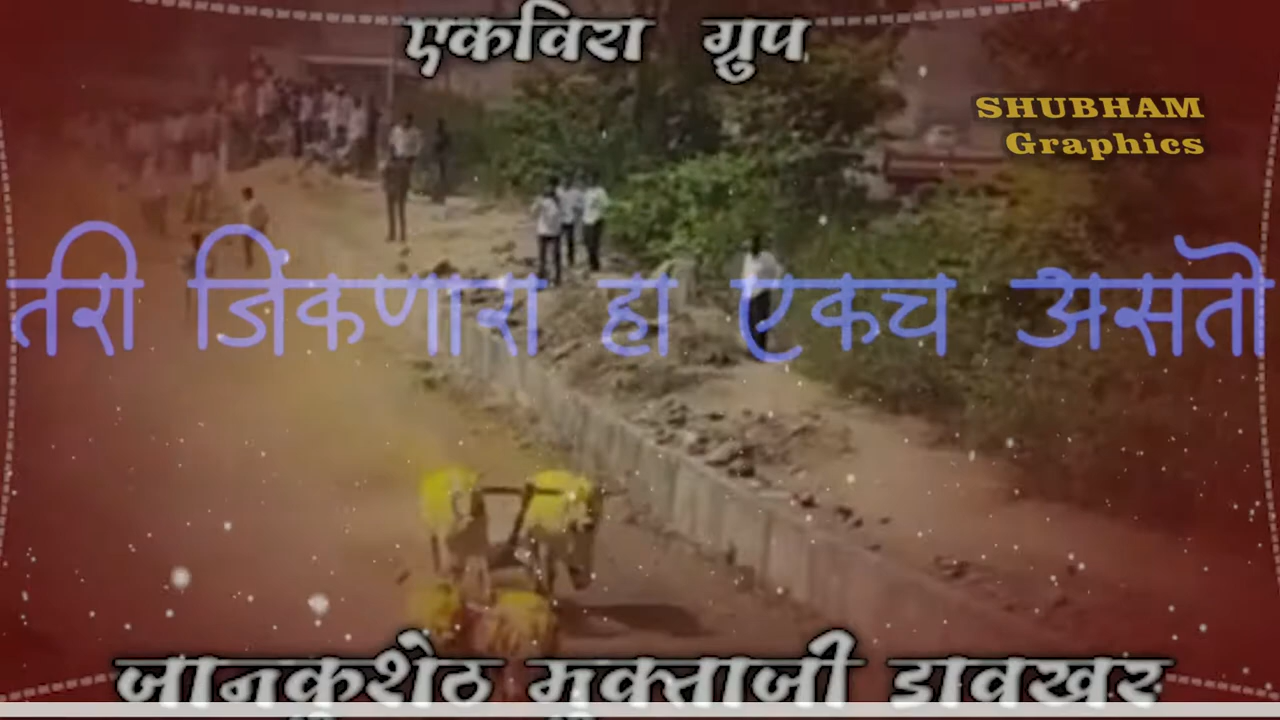 एकविरा ग्रुप
SHUBHAM
Graphics
तरी जिंकणारा हा एकच असतो
जानकुशेठ मुक्ताजी डावखर